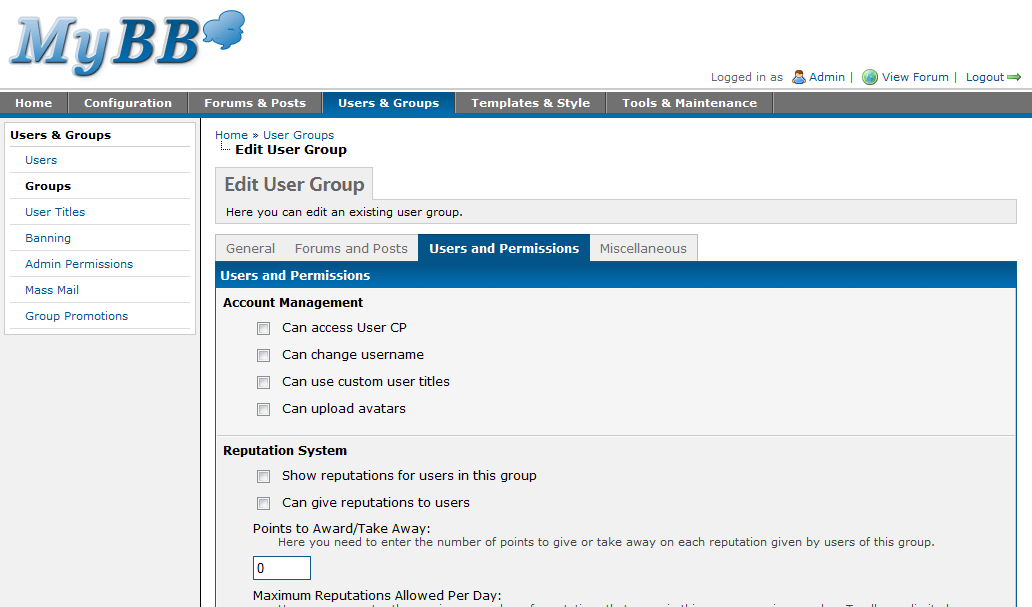 MyBB
Logged in as Admin | View Forum | Logout
Home Configuration Forums & Posts Users & Groups Templates & Style Tools & Maintenance
Users & Groups
Users
Groups
User Titles
Banning
Admin Permissions
Mass Mail
Group Promotions
Home » User Groups
Edit User Group
Edit User Group
Here you can edit an existing user group.
General Forums and Posts Users and Permissions Miscellaneous
Users and Permissions
Account Management
Can access User CP
Can change username
Can use custom user titles
Can upload avatars
Reputation System
Show reputations for users in this group
Can give reputations to users
Points to Award/Take Away:
Here you need to enter the number of points to give or take away on each reputation given by users of this group.
0
Maximum Reputations Allowed Per Day: